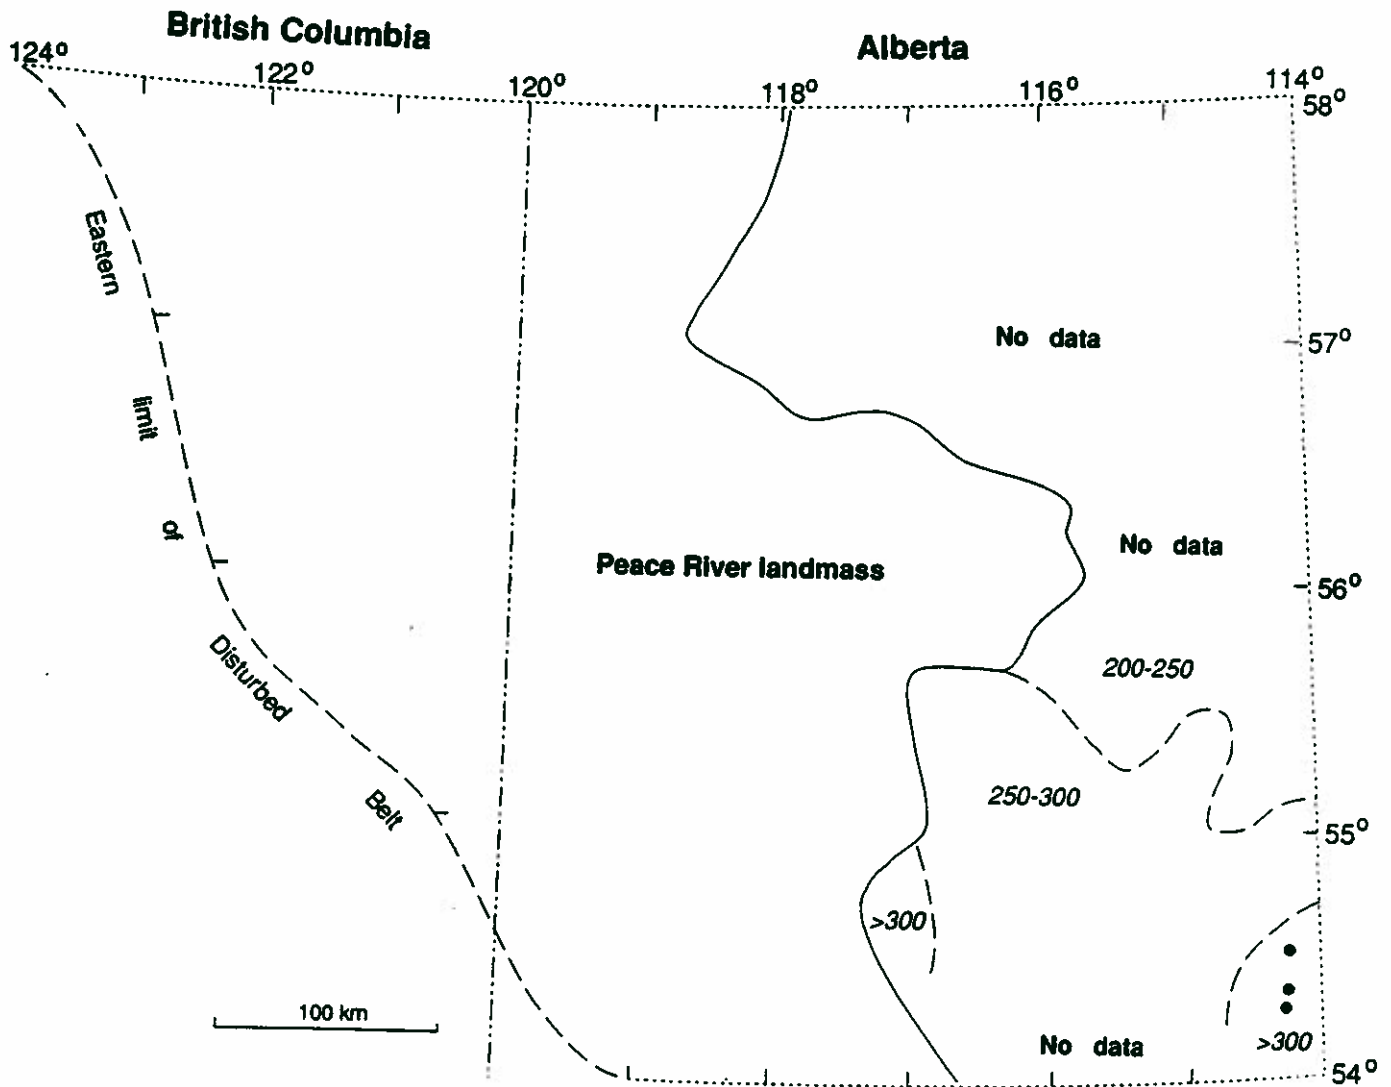 British Columbia
Alberta
124°
122°
120°
118°
116°
114°
58°
Eastern
limit
of
Disturbed
Belt
No data
57°
No data
56°
Peace River landmass
200-250
250-300
55°
>300
>300
100 km
No data
54°